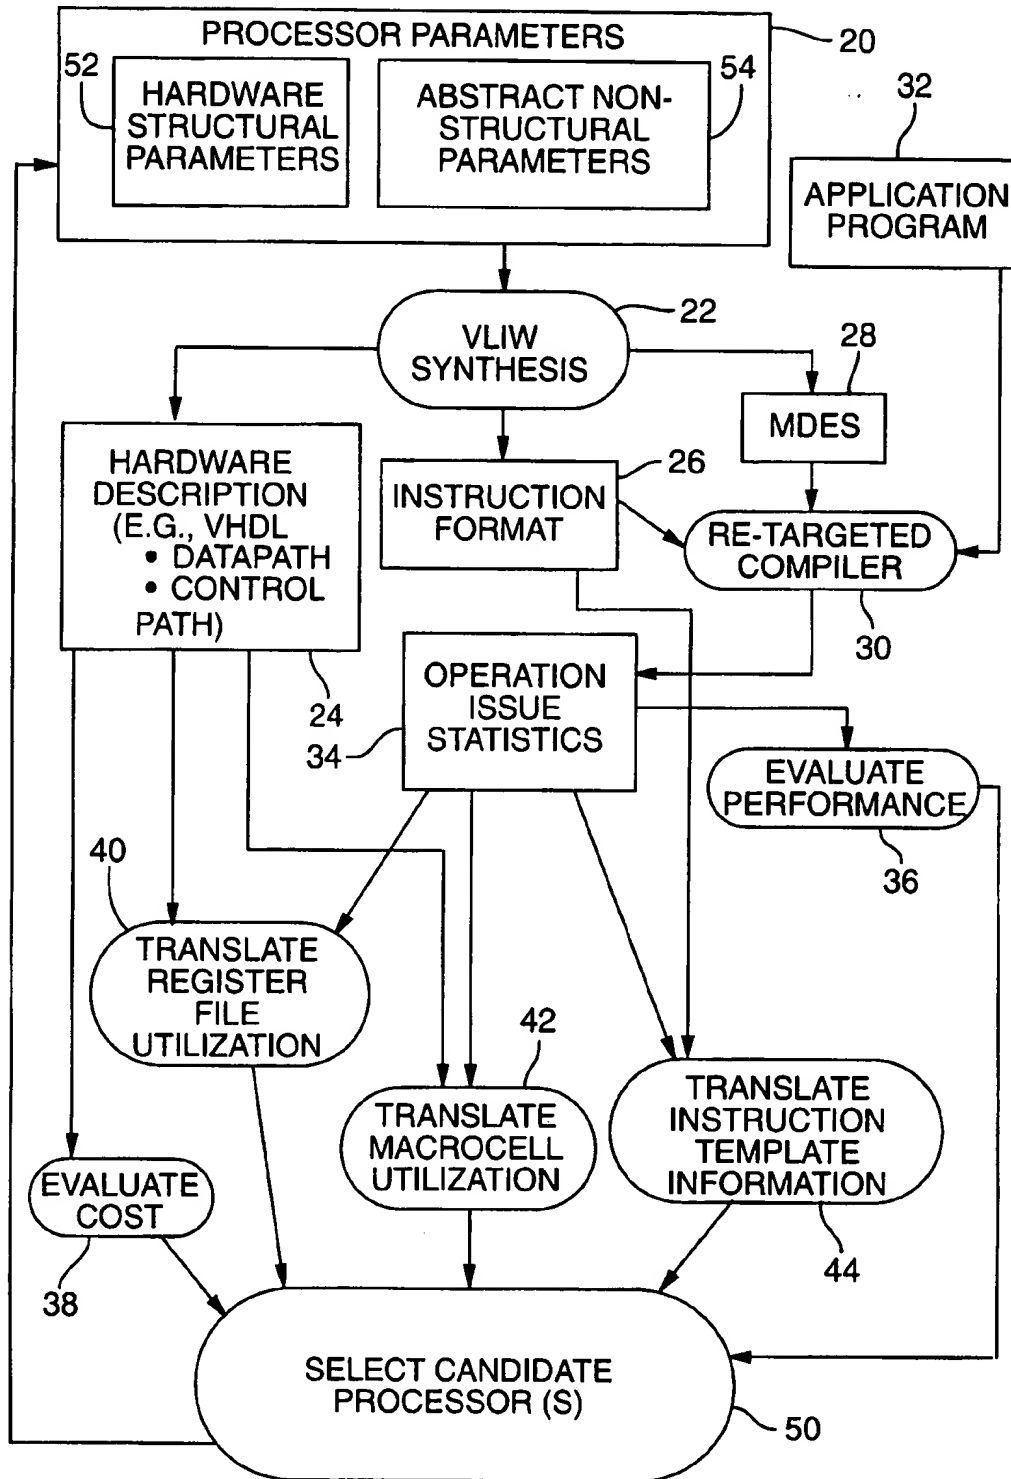 PROCESSOR PARAMETERS
20
52
HARDWARE
STRUCTURAL
PARAMETERS
ABSTRACT NON-
STRUCTURAL
PARAMETERS
54
32
APPLICATION
PROGRAM
VLIW
SYNTHESIS
22
28
MDES
HARDWARE
DESCRIPTION
(E.G., VHDL
• DATAPATH
• CONTROL
PATH)
24
INSTRUCTION
FORMAT
26
RE-TARGETED
COMPILER
30
OPERATION
ISSUE
STATISTICS
34
EVALUATE
PERFORMANCE
36
40
TRANSLATE
REGISTER
FILE
UTILIZATION
42
TRANSLATE
MACROCELL
UTILIZATION
TRANSLATE
INSTRUCTION
TEMPLATE
INFORMATION
44
EVALUATE
COST
38
SELECT CANDIDATE
PROCESSOR (S)
50